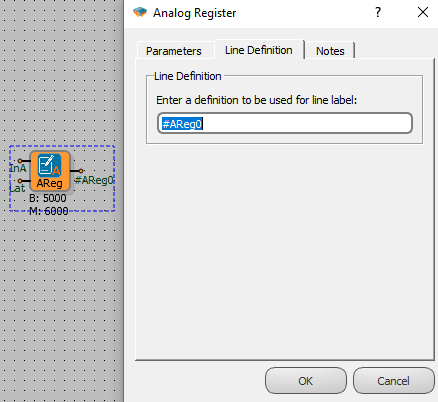 Analog Register
?
Parameters
Line Definition
Notes
Line Definition
Enter a definition to be used for line label:
#AReg0
InA
A
AReg
#AReg0
Lat
B: 5000
M: 6000
OK
Cancel